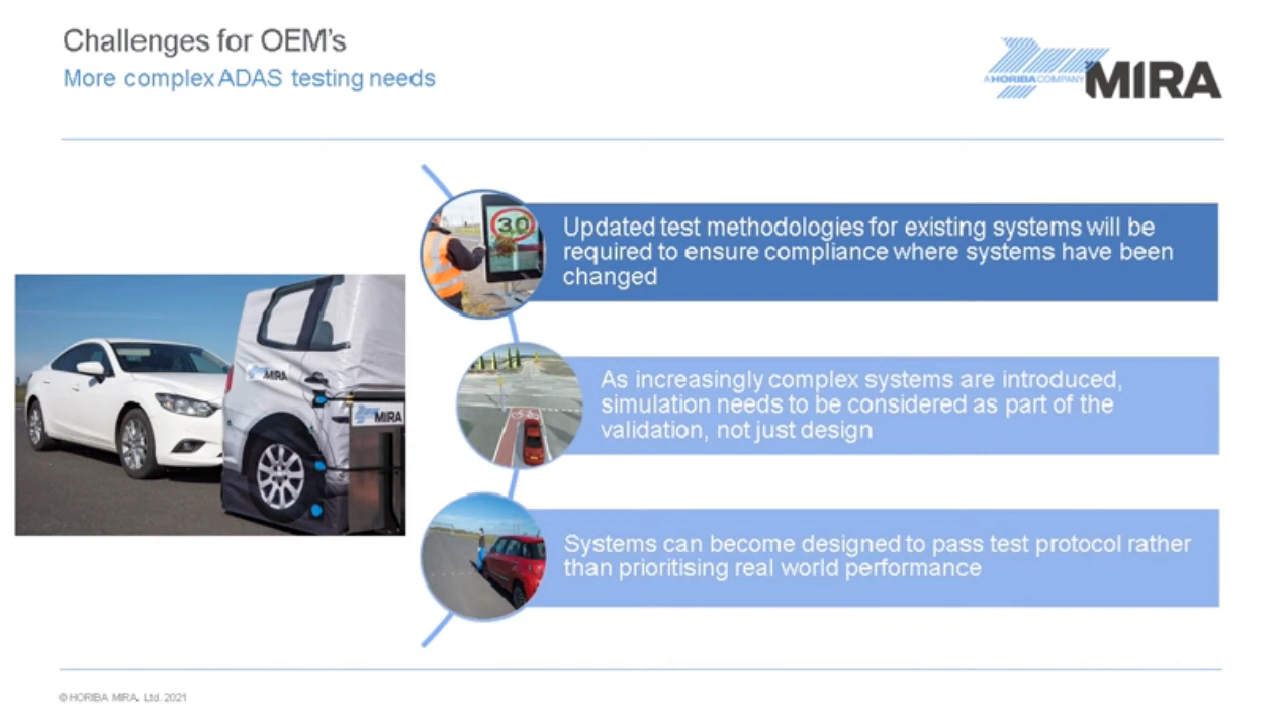 Challenges for OEM's
More complex ADAS testing needs
A HORIBA COMPANY
MIRA
30
Updated test methodologies for existing systems will be
required to ensure compliance where systems have been
changed
MIRA
MIRA
As increasingly complex systems are introduced,
simulation needs to be considered as part of the
validation, not just design
Systems can become designed to pass test protocol rather
than prioritising real world performance
© HORIBA MIRA, Ltd. 2021